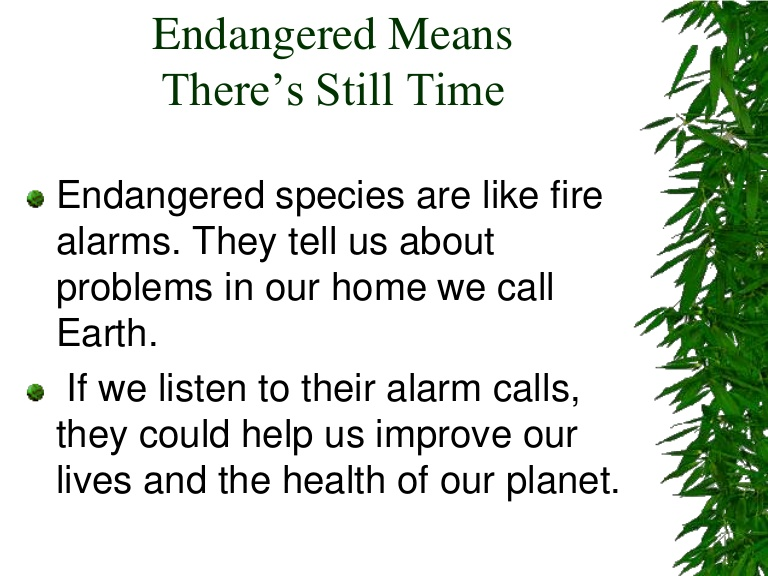 Endangered Means
There’s Still Time
Endangered species are like fire
alarms. They tell us about
problems in our home we call
Earth.
If we listen to their alarm calls,
they could help us improve our
lives and the health of our planet.